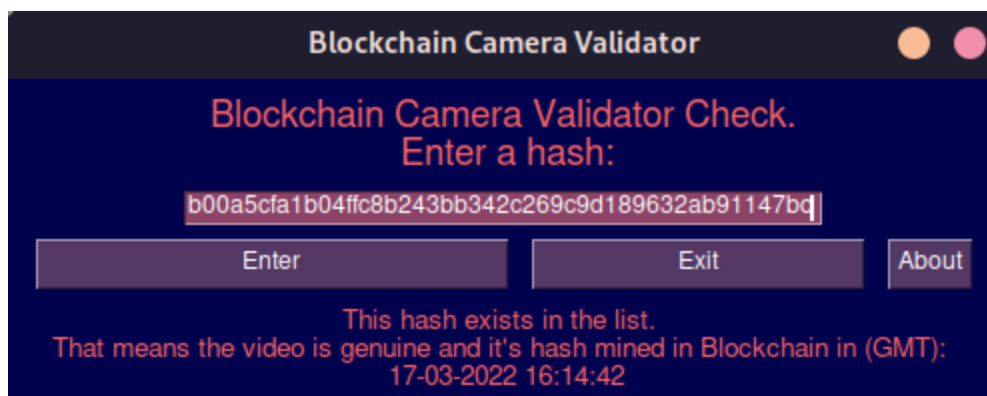 Blockchain Camera Validator
Blockchain Camera Validator Check.
Enter a hash:
b00a5cfa1b04ffc8b243bb342c269c9d189632ab91147bc
Enter Exit About
This hash exists in the list.
That means the video is genuine and it's hash mined in Blockchain in (GMT):
17-03-2022 16:14:42